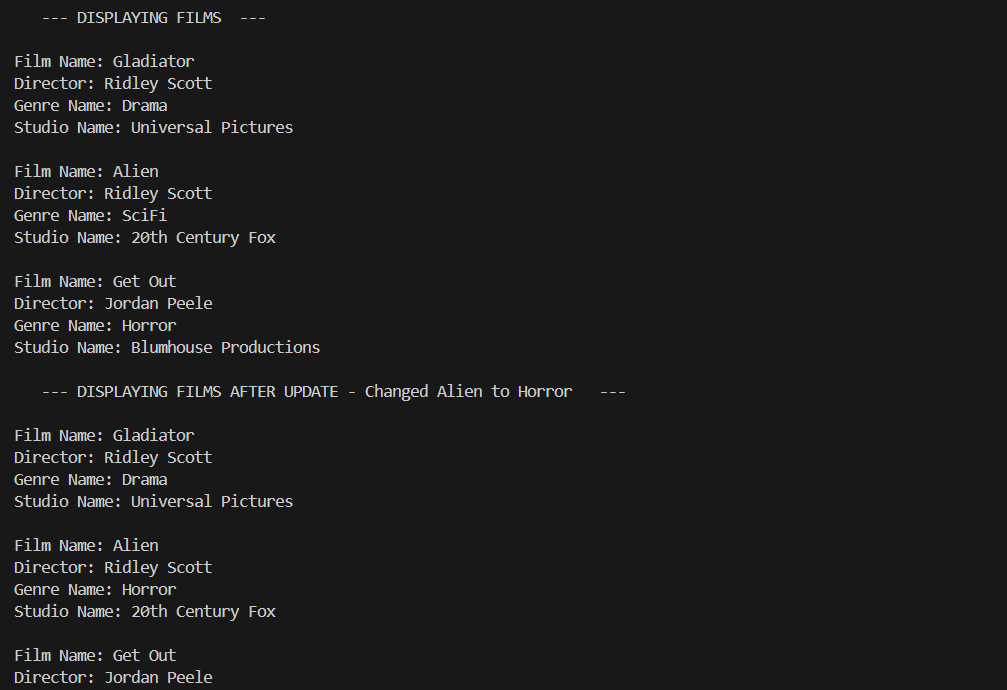 --- DISPLAYING FILMS  ---
Film Name: Gladiator
Director: Ridley Scott
Genre Name: Drama
Studio Name: Universal Pictures
Film Name: Alien
Director: Ridley Scott
Genre Name: SciFi
Studio Name: 20th Century Fox
Film Name: Get Out
Director: Jordan Peele
Genre Name: Horror
Studio Name: Blumhouse Productions
--- DISPLAYING FILMS AFTER UPDATE - Changed Alien to Horror   ---
Film Name: Gladiator
Director: Ridley Scott
Genre Name: Drama
Studio Name: Universal Pictures
Film Name: Alien
Director: Ridley Scott
Genre Name: Horror
Studio Name: 20th Century Fox
Film Name: Get Out
Director: Jordan Peele